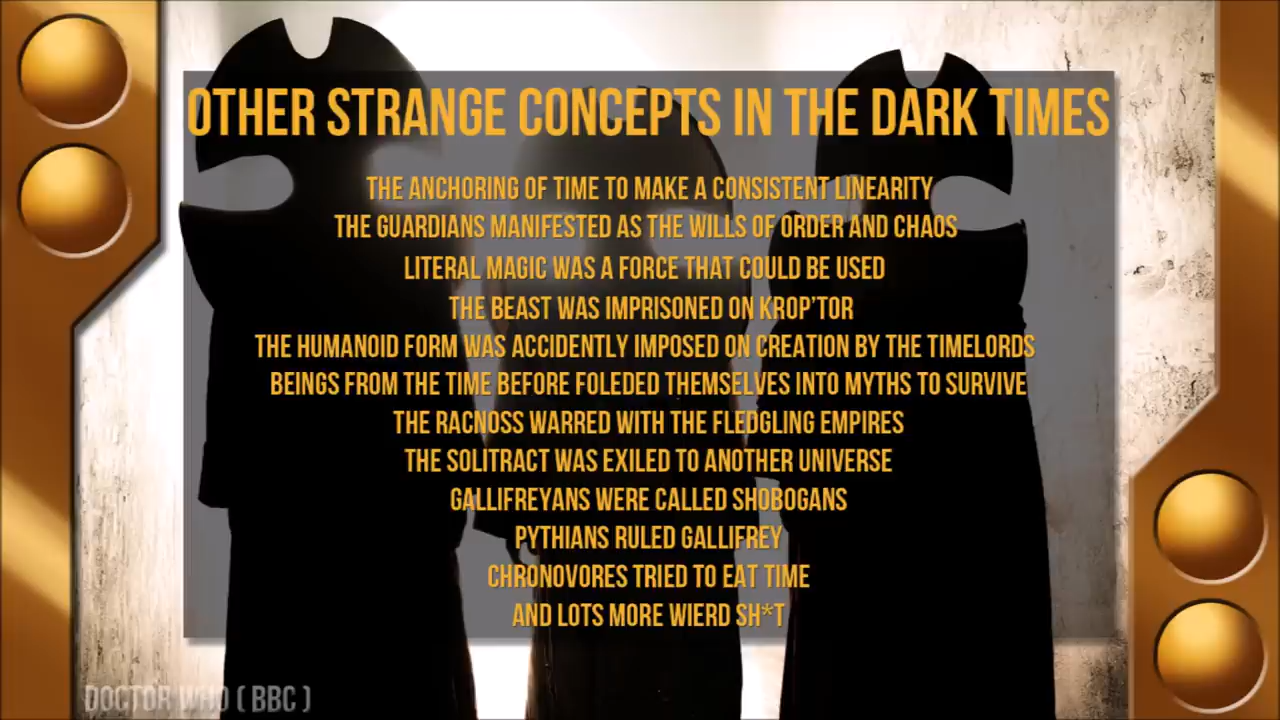 OTHER STRANGE CONCEPTS IN THE DARK TIMES
THE ANCHORING OF TIME TO MAKE A CONSISTENT LINEARITY
THE GUARDIANS MANIFESTED AS THE WILLS OF ORDER AND CHAOS
LITERAL MAGIC WAS A FORCE THAT COULD BE USED
THE BEAST WAS IMPRISONED ON KROP'TOR
THE HUMANOID FORM WAS ACCIDENTLY IMPOSED ON CREATION BY THE TIMELORDS
BEINGS FROM THE TIME BEFORE FOLEDED THEMSELVES INTO MYTHS TO SURVIVE
THE RACNOSS WARRED WITH THE FLEDGLING EMPIRES
THE SOLITRACT WAS EXILED TO ANOTHER UNIVERSE
GALLIFREYANS WERE CALLED SHOBOGANS
PYTHIANS RULED GALLIFREY
CHRONOVORES TRIED TO EAT TIME
AND LOTS MORE WIERD SH*T
DOCTOR WHO ( BBC )